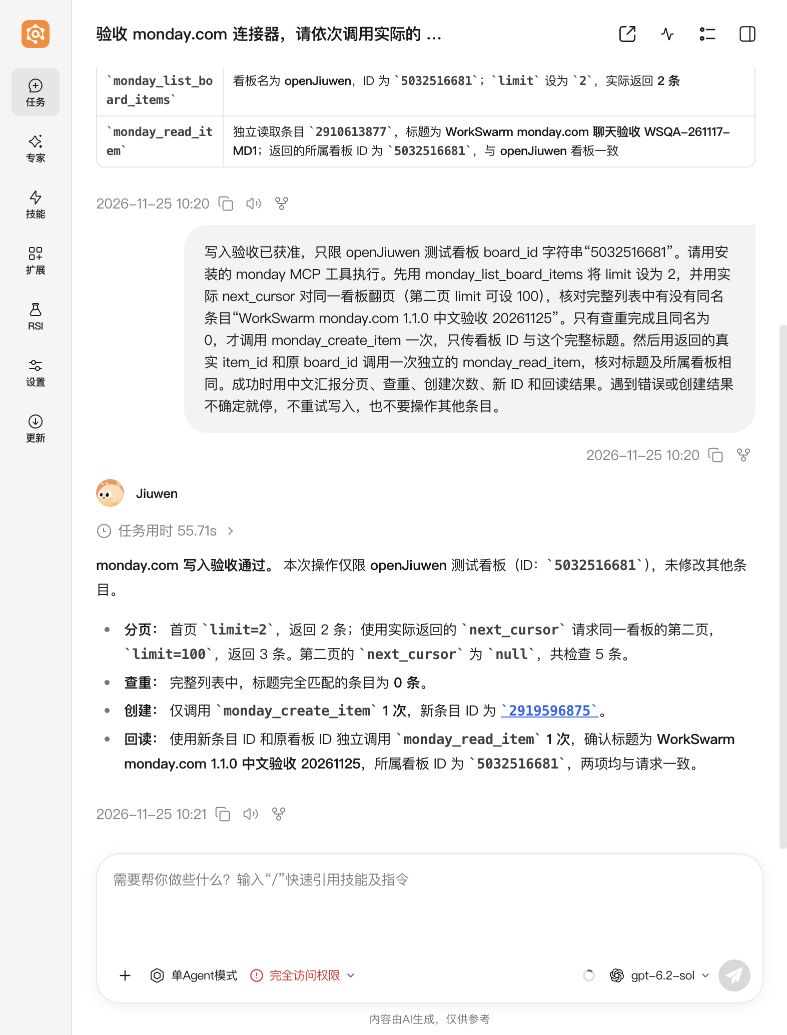 验收 monday.com 连接器，请依次调用实际的 ...
任务
专家
技能
扩展
RSI
设置
更新
`monday_list_bo
ard_items`
看板名为 openJiuwen，ID 为 `5032516681`；`limit` 设为 `2`，实际返回 2 条
`monday_read_it
em`
独立读取条目 `2910613877`，标题为 WorkSwarm monday.com 聊天验收 WSQA-261117-
MD1；返回的所属看板 ID 为 `5032516681`，与 openJiuwen 看板一致
2026-11-25 10:20
写入验收已获准，只限 openJiuwen 测试看板 board_id 字符串“5032516681”。请用安
装的 monday MCP 工具执行。先用 monday_list_board_items 将 limit 设为 2，并用实
际 next_cursor 对同一看板翻页（第二页 limit 可设 100），核对完整列表中有没有同名
条目“WorkSwarm monday.com 1.1.0 中文验收 20261125”。只有查重完成且同名为
0，才调用 monday_create_item 一次，只传看板 ID 与这个完整标题。然后用返回的真
实 item_id 和原 board_id 调用一次独立的 monday_read_item，核对标题及所属看板相
同。成功时用中文汇报分页、查重、创建次数、新 ID 和回读结果。遇到错误或创建结果
不确定就停，不重试写入，也不要操作其他条目。
2026-11-25 10:20
Jiuwen
任务用时 55.71s
monday.com 写入验收通过。 本次操作仅限 openJiuwen 测试看板（ID：`5032516681`），未修改其他条
目。
• 分页： 首页 `limit=2`，返回 2 条；使用实际返回的 `next_cursor` 请求同一看板的第二页，
`limit=100`，返回 3 条。第二页的 `next_cursor` 为 `null`，共检查 5 条。
• 查重： 完整列表中，标题完全匹配的条目为 0 条。
• 创建： 仅调用 `monday_create_item` 1 次，新条目 ID 为 `2919596875`。
• 回读： 使用新条目 ID 和原看板 ID 独立调用 `monday_read_item` 1 次，确认标题为 WorkSwarm
monday.com 1.1.0 中文验收 20261125，所属看板 ID 为 `5032516681`，两项均与请求一致。
2026-11-25 10:21
需要帮你做些什么？输入“/”快速引用技能及指令
单Agent模式
完全访问权限
gpt-6.2-sol
内容由AI生成，仅供参考